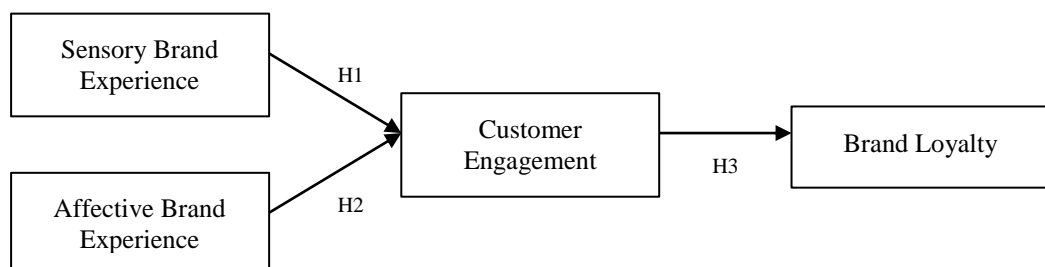 Sensory Brand
Experience
H1
Customer
Engagement
H3
Brand Loyalty
H2
Affective Brand
Experience